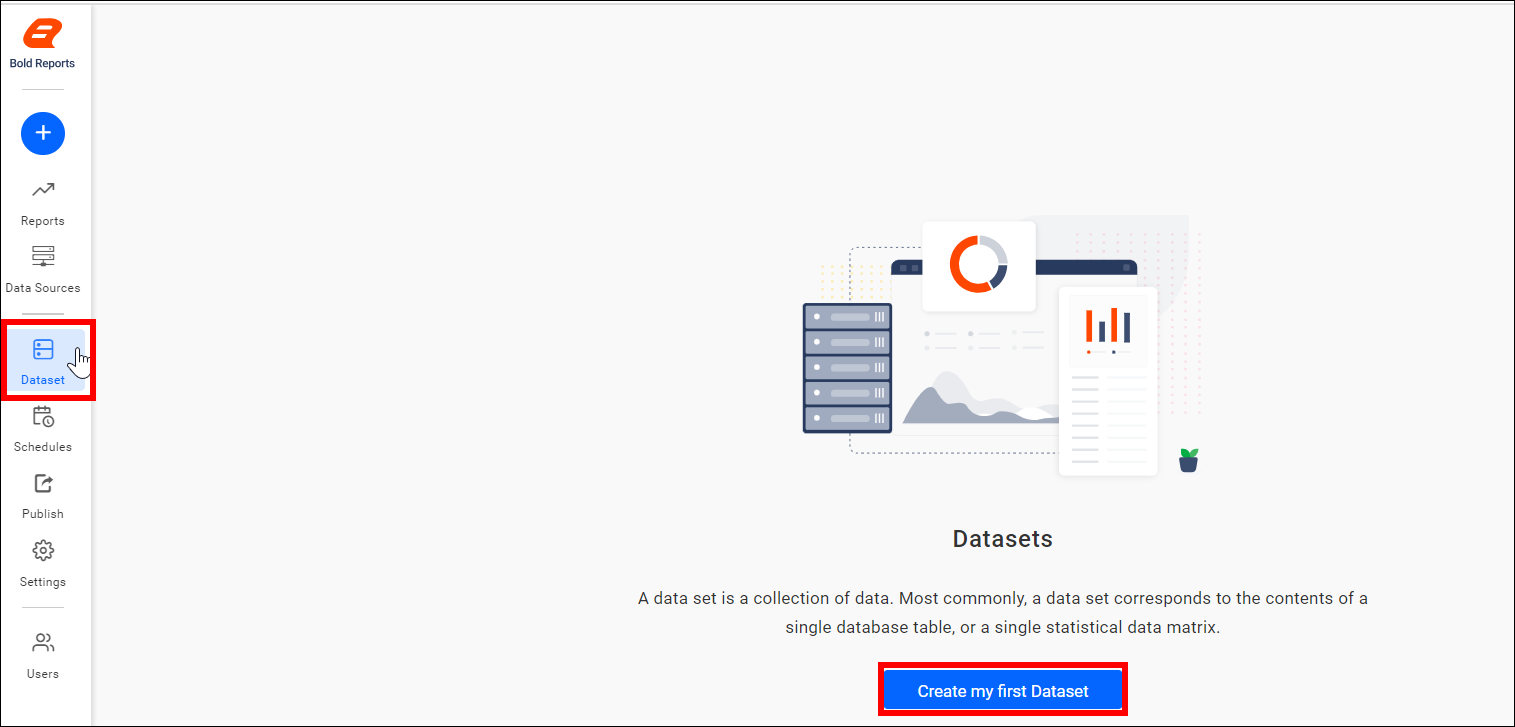 Bold Reports
Reports
Data Sources
Dataset
Schedules
Publish
Settings
Users
Datasets
A data set is a collection of data. Most commonly, a data set corresponds to the contents of a
single database table, or a single statistical data matrix.
Create my first Dataset